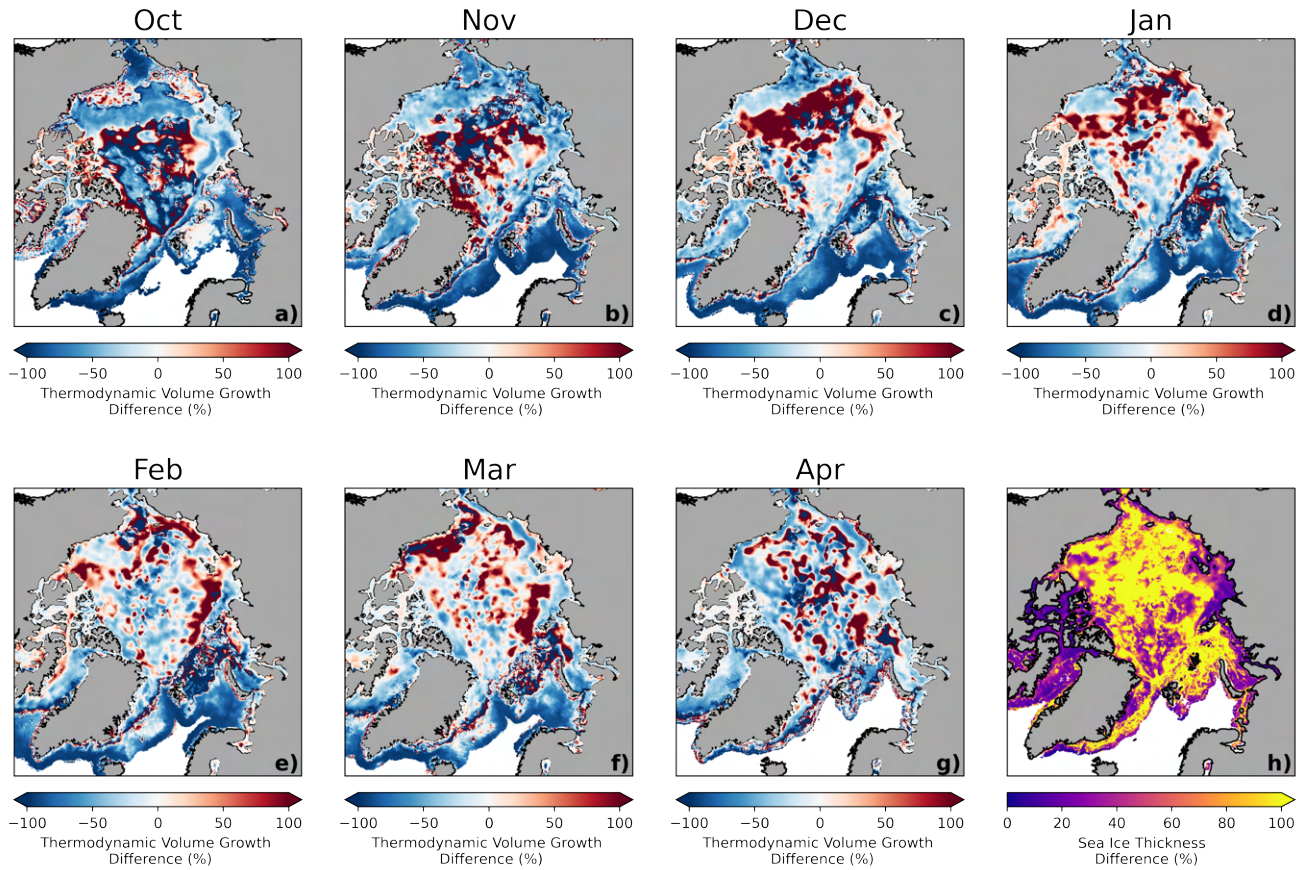 Oct Nov Dec Jan
a) b) c) d)
−100 −50 0 50 100 −100 −50 0 50 100 −100 −50 0 50 100 −100 −50 0 50 100
Thermodynamic Volume Growth Thermodynamic Volume Growth Thermodynamic Volume Growth Thermodynamic Volume Growth
Difference (%) Difference (%) Difference (%) Difference (%)
Feb Mar Apr
e) f) g) h)
−100 −50 0 50 100 −100 −50 0 50 100 −100 −50 0 50 100 0 20 40 60 80 100
Thermodynamic Volume Growth Thermodynamic Volume Growth Thermodynamic Volume Growth Sea Ice Thickness
Difference (%) Difference (%) Difference (%) Difference (%)